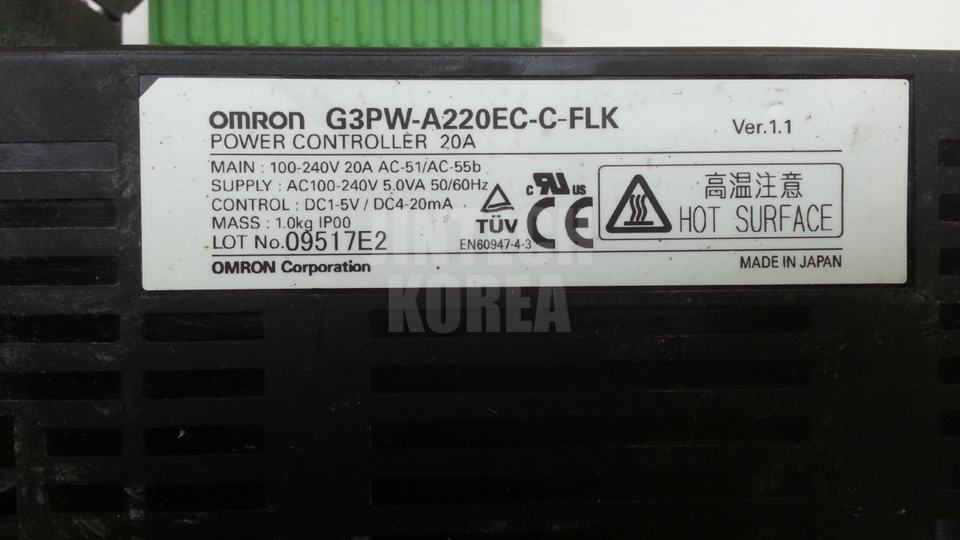 OMRON G3PW-A220EC-C-FLK Ver.1.1
POWER CONTROLLER 20A
MAIN : 100-240V 20A AC-51/AC-55b
SUPPLY : AC100-240V 5.0VA 50/60Hz
CONTROL : DC1-5V / DC4-20mA
MASS : 1.0kg IP00
LOT No.09517E2
OMRON Corporation
c RU US
TÜV CE
EN60947-4-3
高温注意
HOT SURFACE
MADE IN JAPAN
JINTECH
KOREA